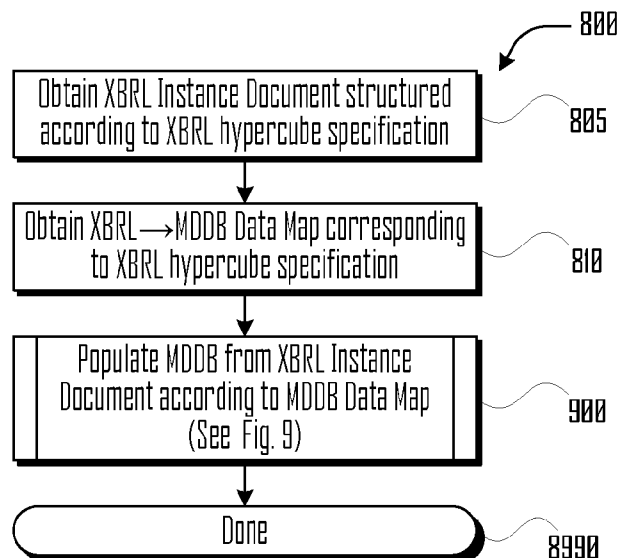 800
Obtain XBRL Instance Document structured
according to XBRL hypercube specification
805
Obtain XBRL→MDDB Data Map corresponding
to XBRL hypercube specification
810
Populate MDDB from XBRL Instance
Document according to MDDB Data Map
(See Fig. 9)
900
Done
8990